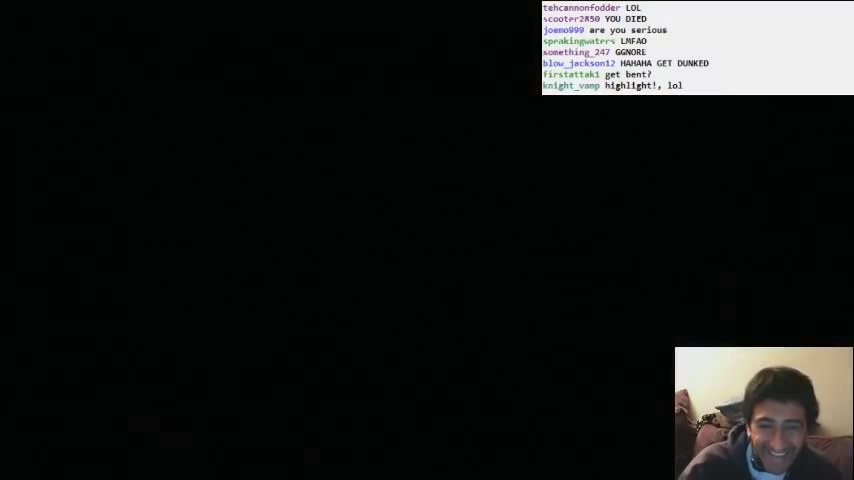 tehcannonfodder LOL
scooter2850 YOU DIED
joemo999 are you serious
speakingwaters LMFAO
something_247 GGNORE
blow_jackson12 HAHAHA GET DUNKED
firstattak1 get bent?
knight_vamp highlight!, lol